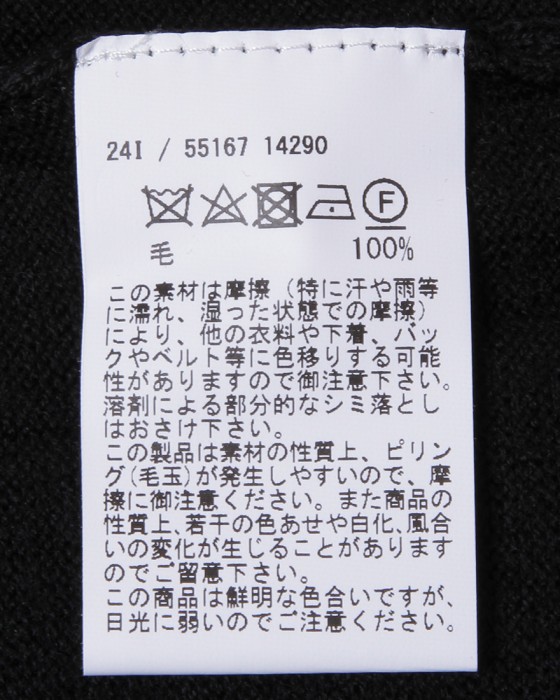 24I / 55167 14290
F
毛 100%
この素材は摩擦（特に汗や雨等
に濡れ、湿った状態での摩擦）
により、他の衣料や下着、バッ
クやベルト等に色移りする可能
性がありますので御注意下さい。
溶剤による部分的なシミ落とし
はおさけ下さい。
この製品は素材の性質上、ピリン
グ(毛玉)が発生しやすいので、摩
擦に御注意ください。また商品の
性質上、若干の色あせや白化、風合
いの変化が生じることがあります
のでご留意下さい。
この商品は鮮明な色合いですが、
日光に弱いのでご注意ください。